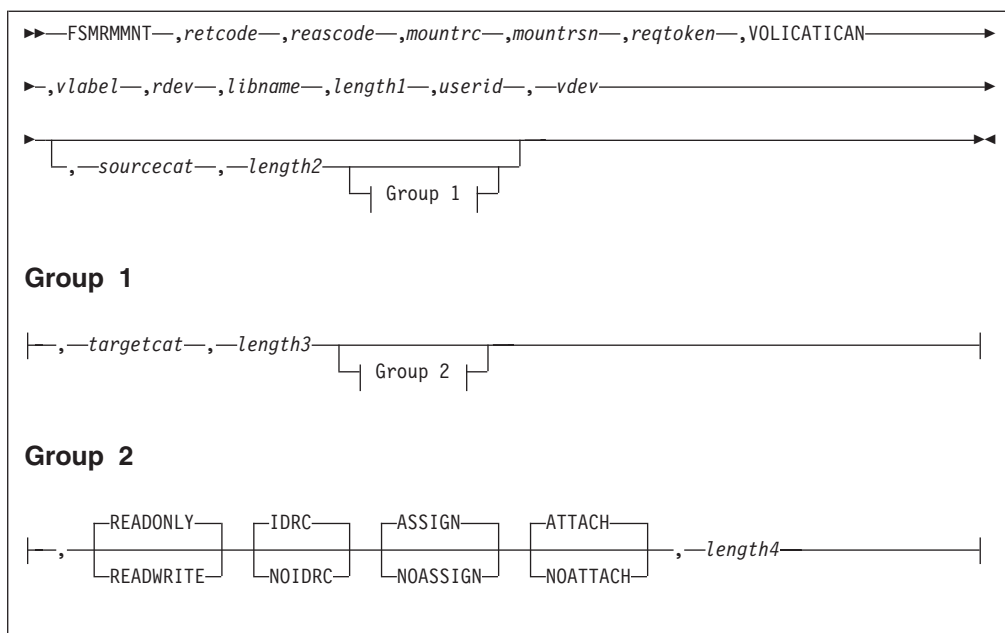 FSMRMMNT ,retcode ,reascode ,mountrc ,mountrsn ,reqtoken ,VOLICATICAN
,vlabel ,rdev ,libname ,length1 ,userid , vdev
, sourcecat , length2
Group 1
Group 1
, targetcat , length3
Group 2
Group 2
READONLY IDRC ASSIGN ATTACH
, , length4
READWRITE NOIDRC NOASSIGN NOATTACH